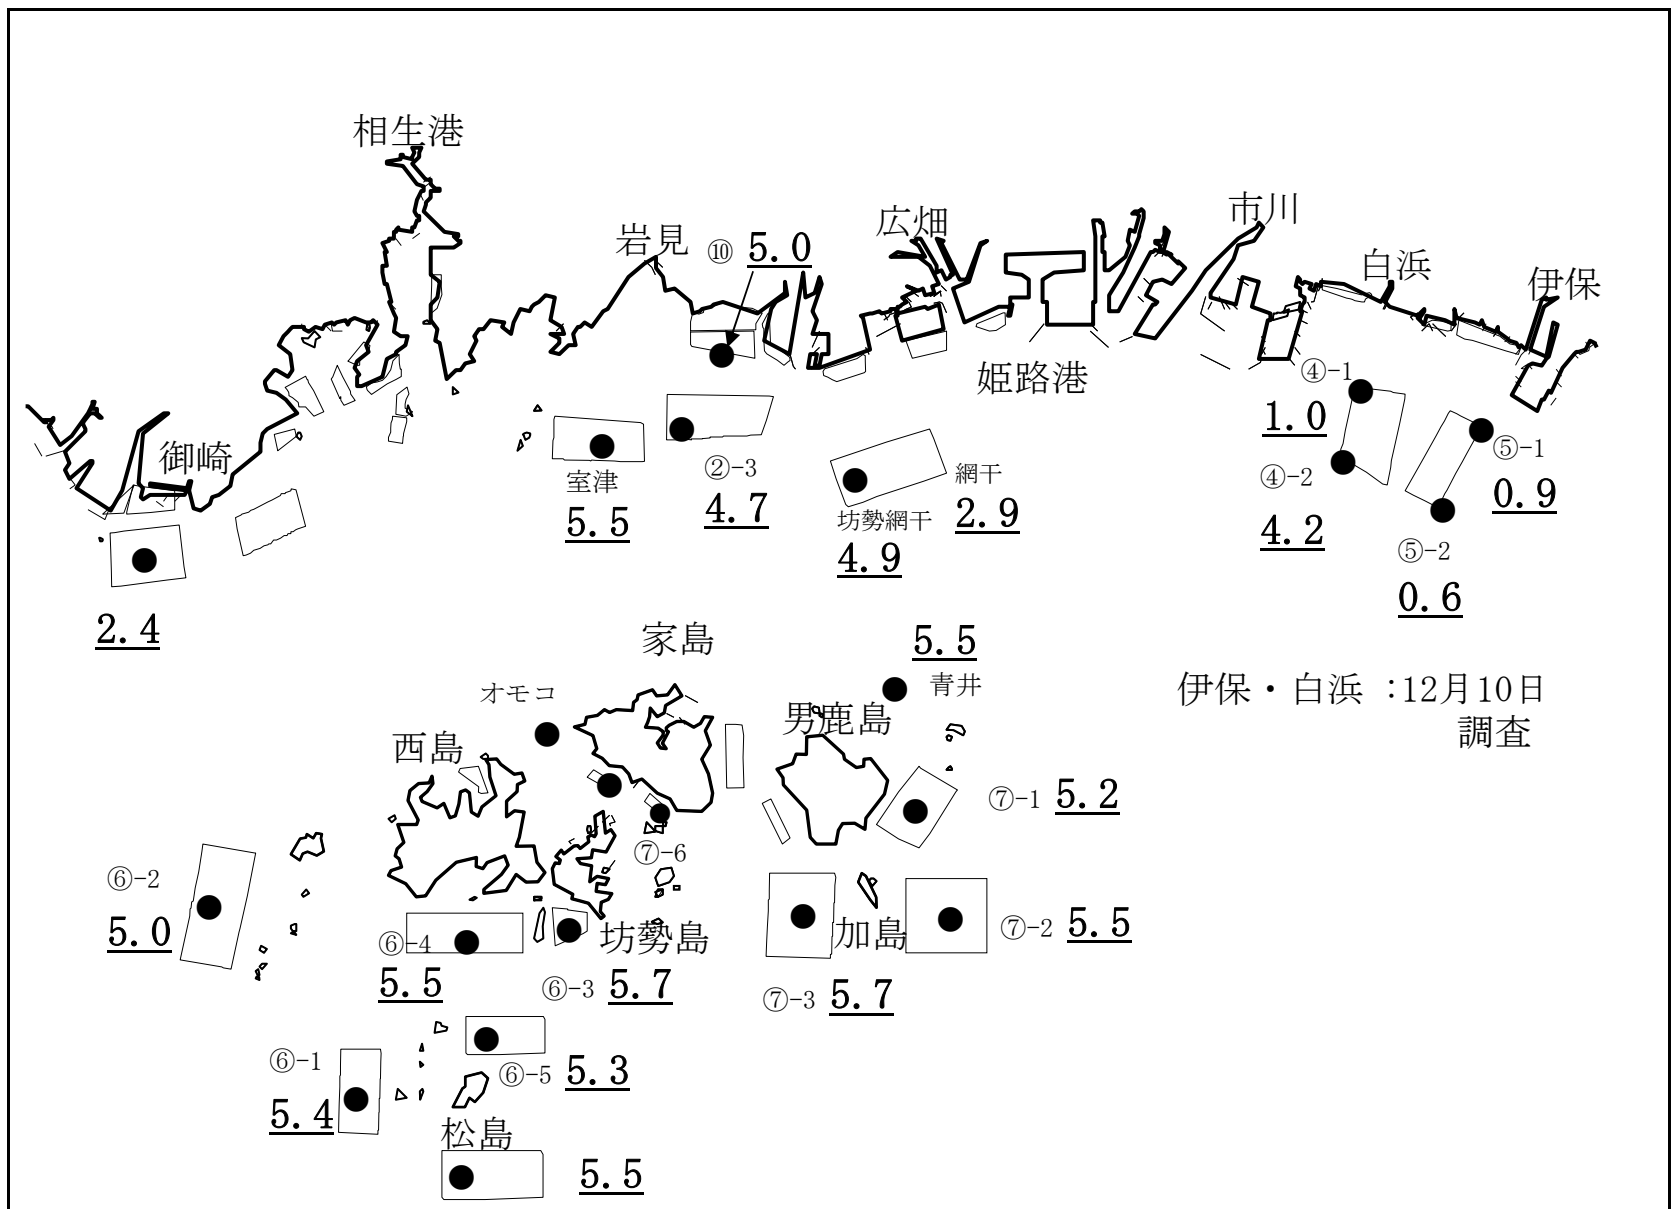 相生港
市川
広畑
岩見
⑩ 5.0
白浜
伊保
姫路港
④-1
1.0
御崎
②-3
4.7
室津
5.5
網干
2.9
坊勢網干
4.9
④-2
4.2
⑤-1
0.9
⑤-2
0.6
2.4
家島
5.5
青井
オモコ
男鹿島
西島
伊保・白浜 :12月10日
調査
⑦-1 5.2
⑦-6
⑥-2
5.0
⑥-4
5.5
坊勢島
加島
⑦-2 5.5
⑥-3 5.7
⑦-3 5.7
⑥-1
5.4
⑥-5 5.3
松島
5.5